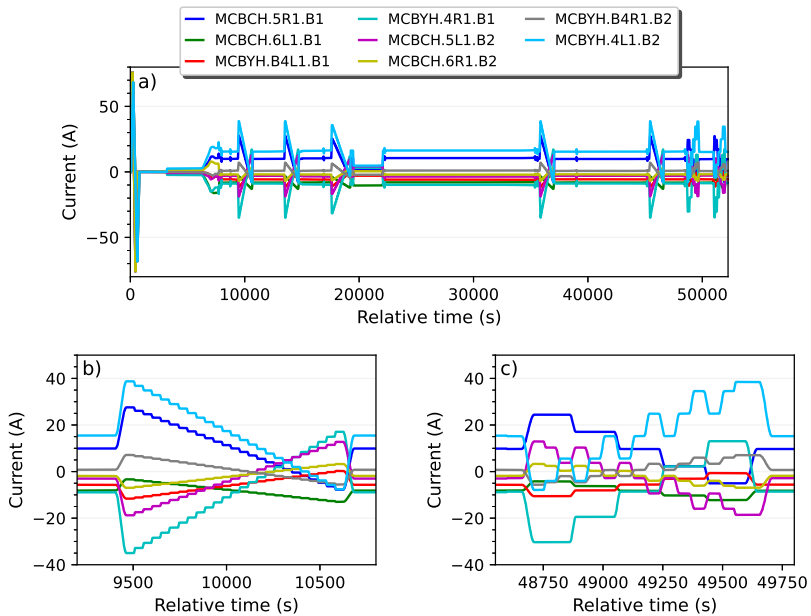 MCBCH.5R1.B1 MCBYH.4R1.B1 MCBYH.B4R1.B2
MCBCH.6L1.B1 MCBCH.5L1.B2 MCBYH.4L1.B2
MCBYH.B4L1.B1 MCBCH.6R1.B2
a)
50
0
−50
Current (A)
0 10000 20000 30000 40000 50000
Relative time (s)
b)
40
20
0
−20
−40
Current (A)
9500 10000 10500
Relative time (s)
c)
40
20
0
−20
−40
Current (A)
48750 49000 49250 49500 49750
Relative time (s)